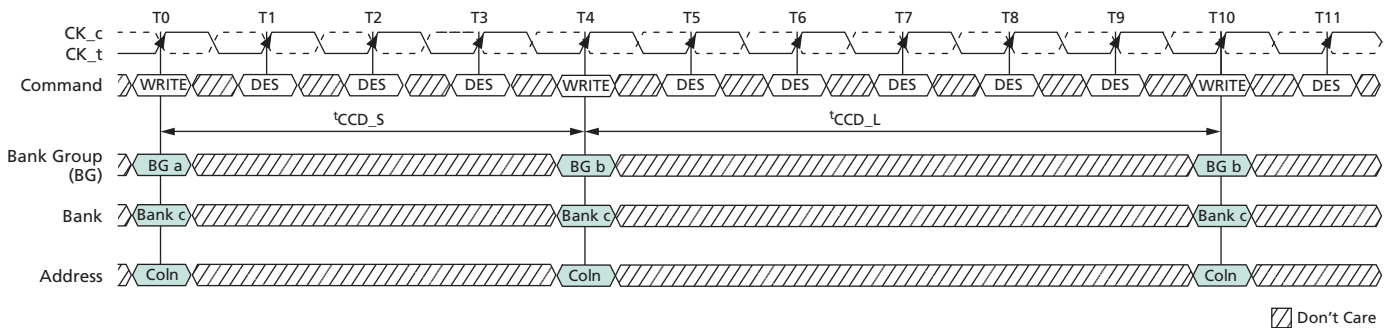 T0 T1 T2 T3 T4 T5 T6 T7 T8 T9 T10 T11
CK_c
CK_t
Command WRITE DES DES DES WRITE DES DES DES DES DES WRITE DES
tCCD_S tCCD_L
Bank Group
(BG) BG a BG b BG b
Bank Bank c Bank c Bank c
Address Coln Coln Coln
Don't Care